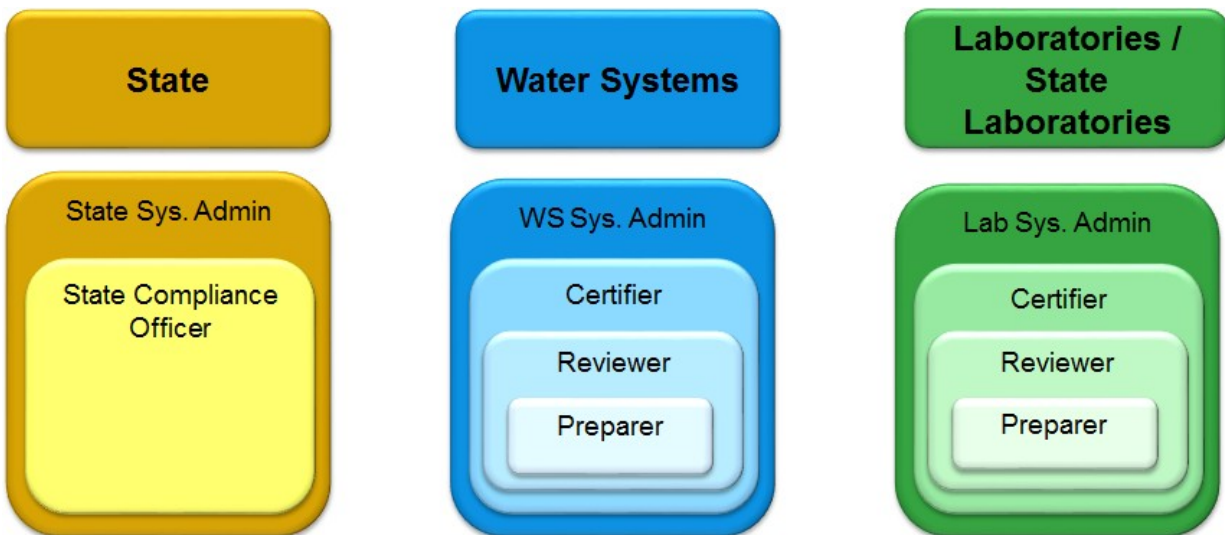 State
Water Systems
Laboratories /
State
Laboratories
State Sys. Admin
State Compliance
Officer
WS Sys. Admin
Certifier
Reviewer
Preparer
Lab Sys. Admin
Certifier
Reviewer
Preparer